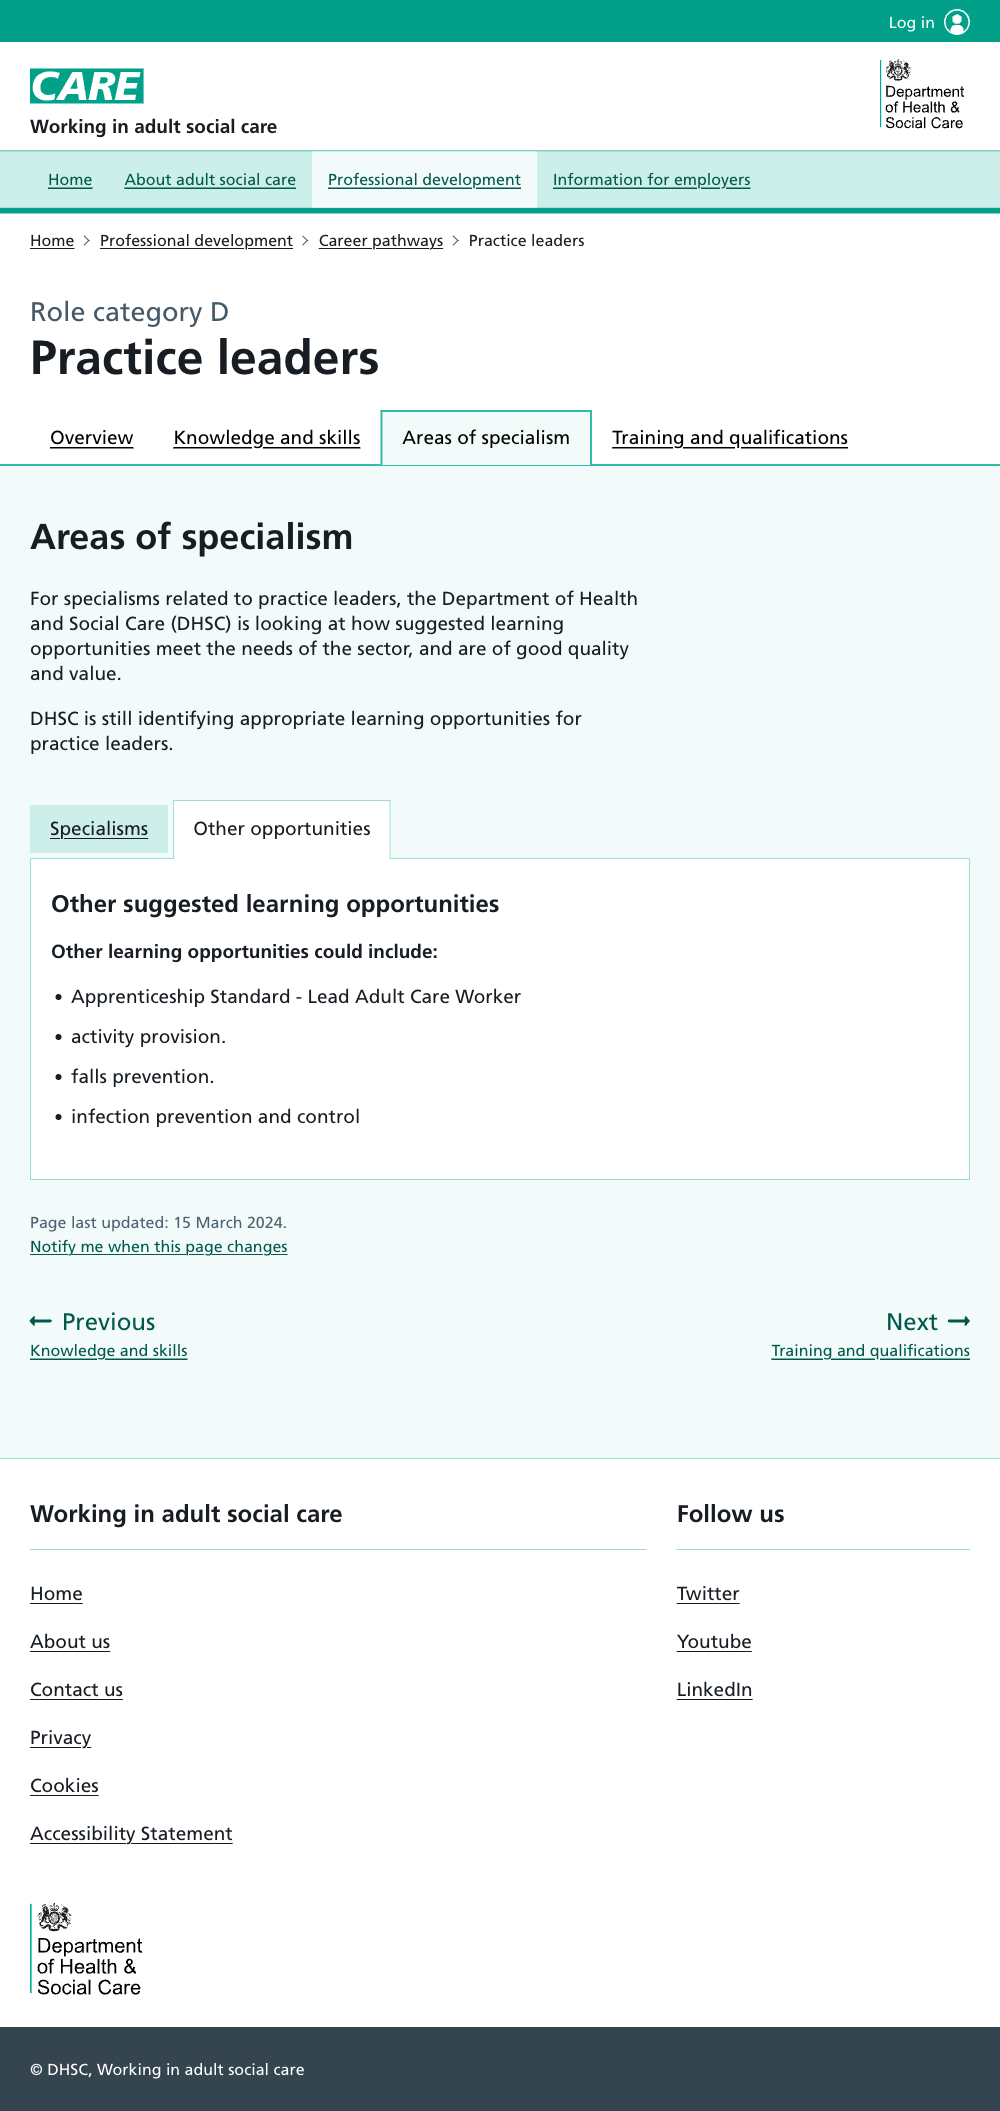 Log in
CARE
Working in adult social care
Department
of Health &
Social Care
Home About adult social care Professional development Information for employers
Home Professional development Career pathways Practice leaders
Role category D
Practice leaders
Overview Knowledge and skills Areas of specialism Training and qualifications
Areas of specialism
For specialisms related to practice leaders, the Department of Health
and Social Care (DHSC) is looking at how suggested learning
opportunities meet the needs of the sector, and are of good quality
and value.
DHSC is still identifying appropriate learning opportunities for
practice leaders.
Specialisms Other opportunities
Other suggested learning opportunities
Other learning opportunities could include:
• Apprenticeship Standard - Lead Adult Care Worker
• activity provision.
• falls prevention.
• infection prevention and control
Page last updated: 15 March 2024.
Notify me when this page changes
Previous
Knowledge and skills
Next
Training and qualifications
Working in adult social care
Home
About us
Contact us
Privacy
Cookies
Accessibility Statement
Follow us
Twitter
Youtube
LinkedIn
Department
of Health &
Social Care
© DHSC, Working in adult social care